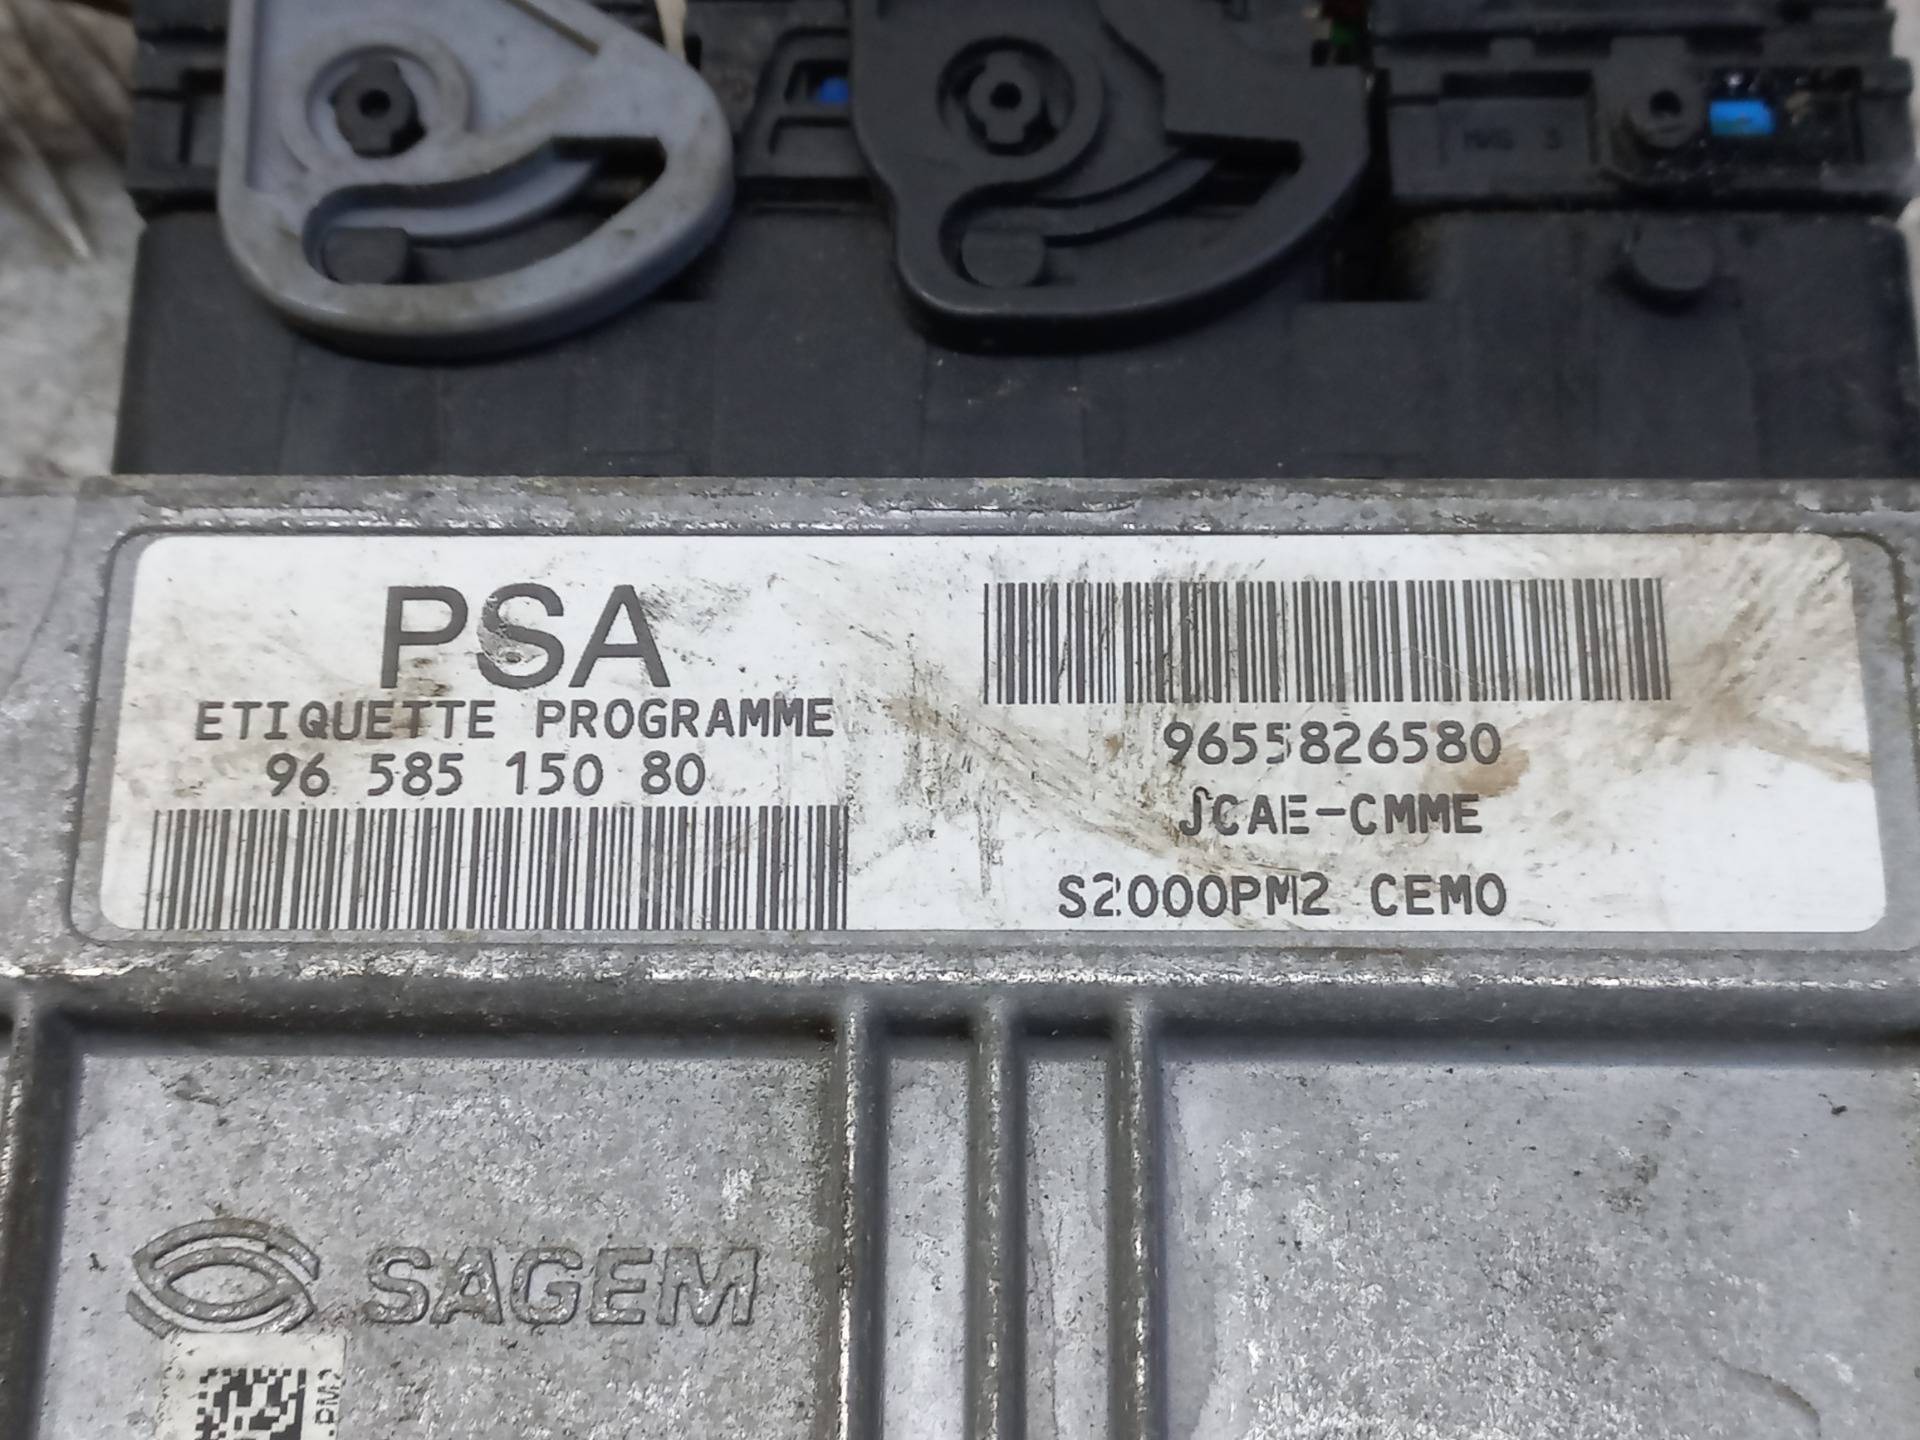 PSA
ETIQUETTE PROGRAMME
96 585 150 80
9655826580
JCAE-CMME
S2000PM2 CEMO
SAGEM